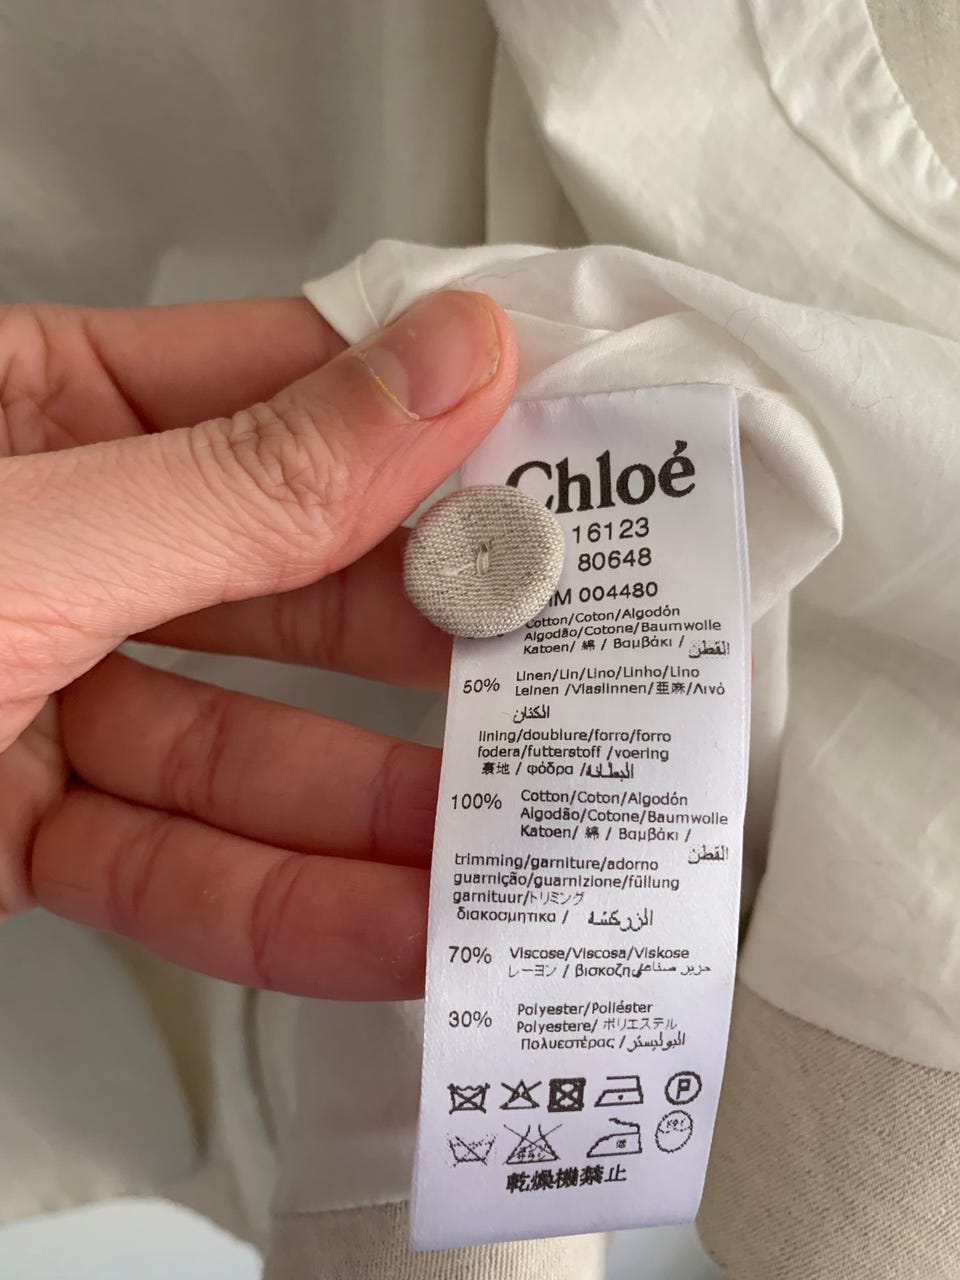 Chloé
16123
80648
004480
Cotton/Coton/Algodón
Algodão/Cotone/Baumwolle
Katoen/ 綿 / Βαμβάκι / القطن
50% Linen/Lin/Lino/Linho/Lino
Leinen /Vlaslinnen/亜麻/Λινό
الكتان
lining/doublure/forro/forro
fodera/futterstoff /voering
裏地 / φόδρα /البطانة
100% Cotton/Coton/Algodón
Algodão/Cotone/Baumwolle
Katoen/ 綿 / Βαμβάκι /
القطن
trimming/garniture/adorno
guarnição/guarnizione/füllung
garnituur/トリミング
διακοσμητικα / الزركشة
70% Viscose/Viscosa/Viskose
レーヨン / βισκοζη/حرير صناعي
30% Polyester/Poliéster
Polyestere/ ポリエステル
Πολυεστέρας /البوليستر
P
乾燥機禁止